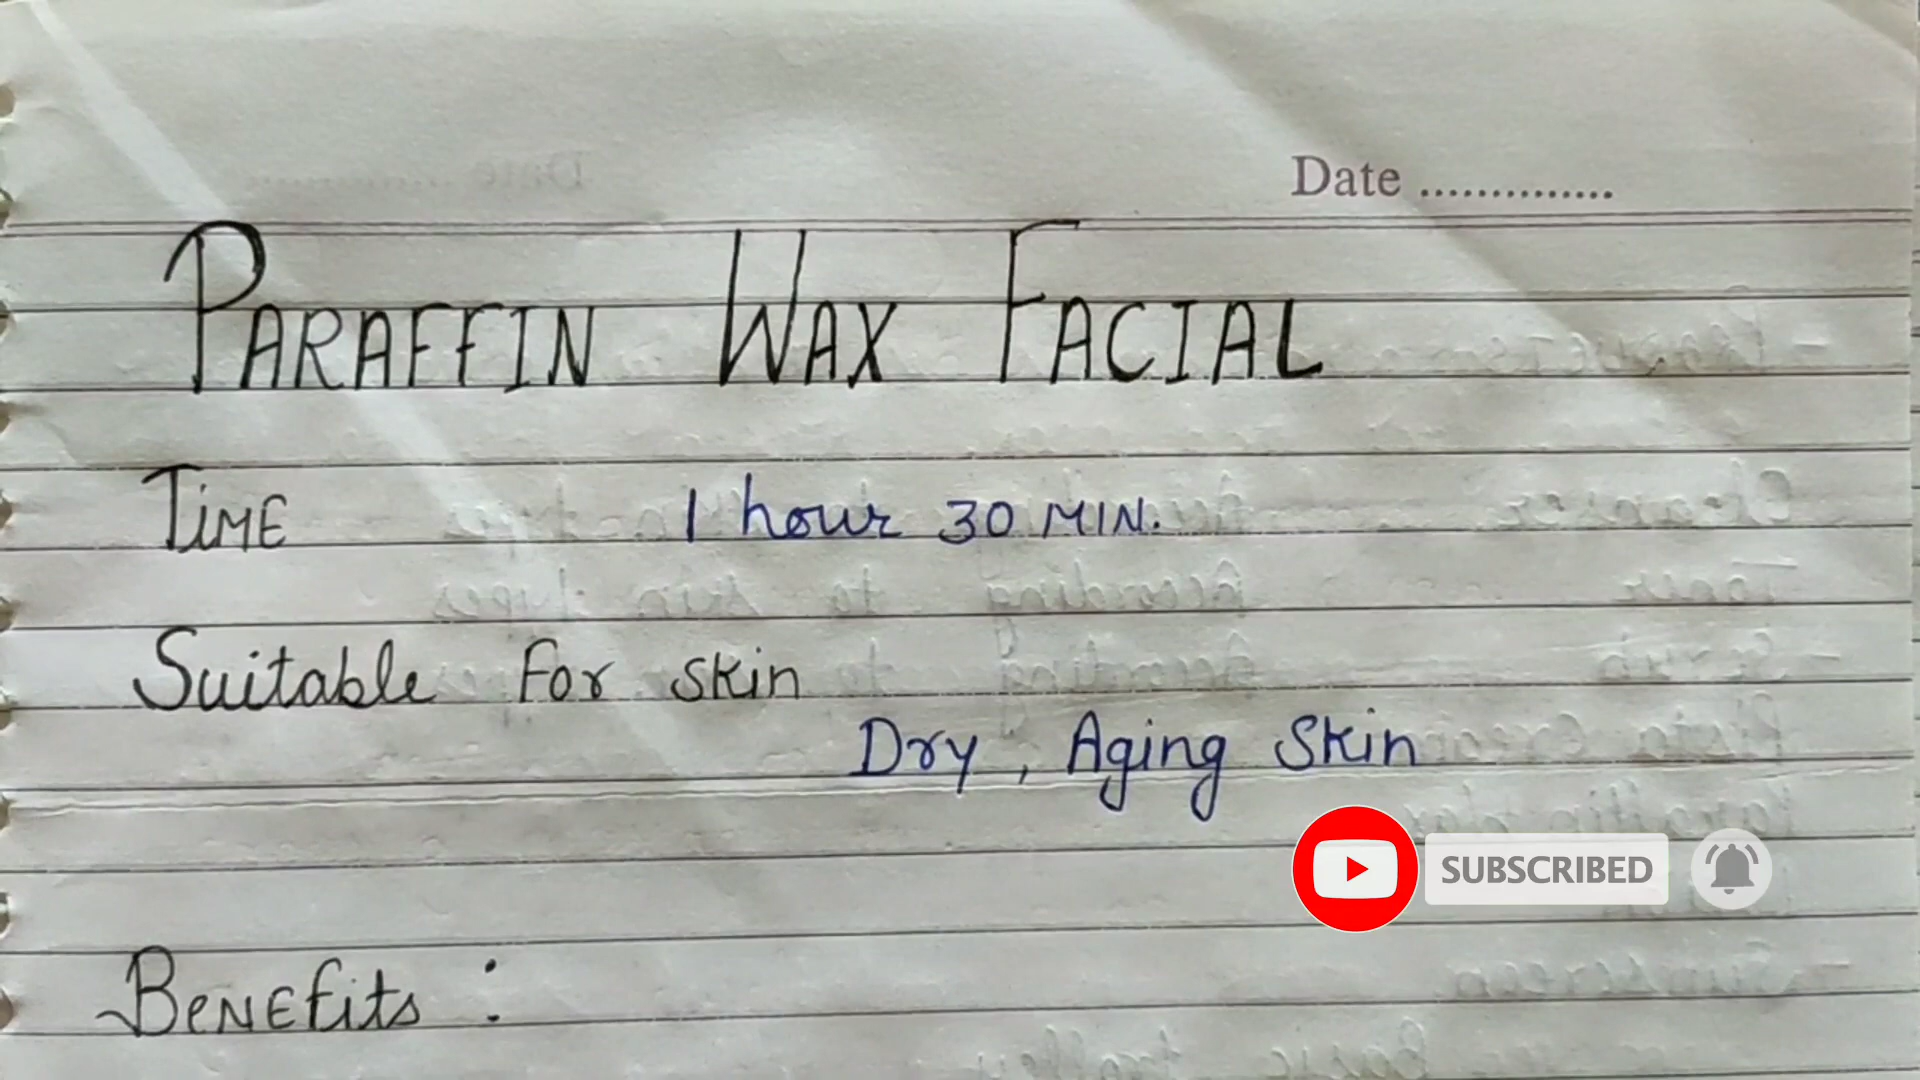 Date ..............
PARAFFIN WAX FACIAL
TiME 1 hour 30 MIN.
Suitable For skin
Dry, Aging Skin
SUBSCRIBED
BENEfits :